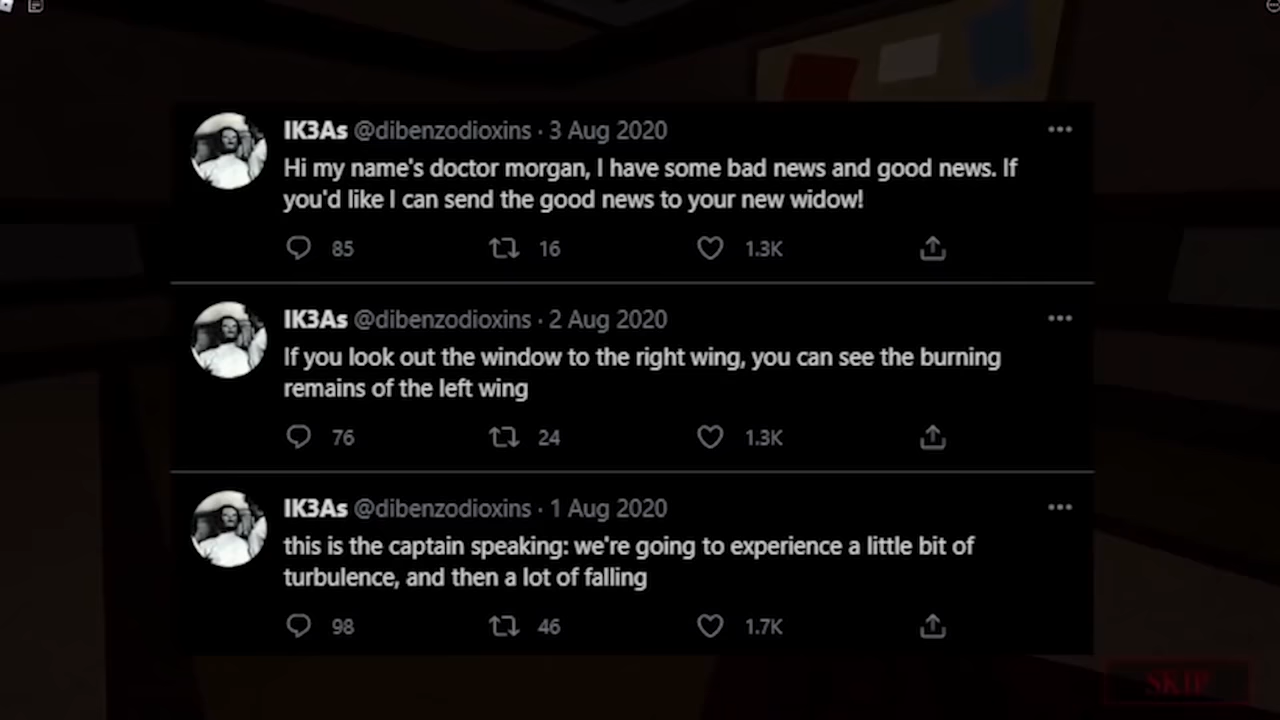 IK3As @dibenzodioxins · 3 Aug 2020
Hi my name's doctor morgan, I have some bad news and good news. If
you'd like I can send the good news to your new widow!
85 16 1.3K
IK3As @dibenzodioxins · 2 Aug 2020
If you look out the window to the right wing, you can see the burning
remains of the left wing
76 24 1.3K
IK3As @dibenzodioxins · 1 Aug 2020
this is the captain speaking: we're going to experience a little bit of
turbulence, and then a lot of falling
98 46 1.7K
SKIP